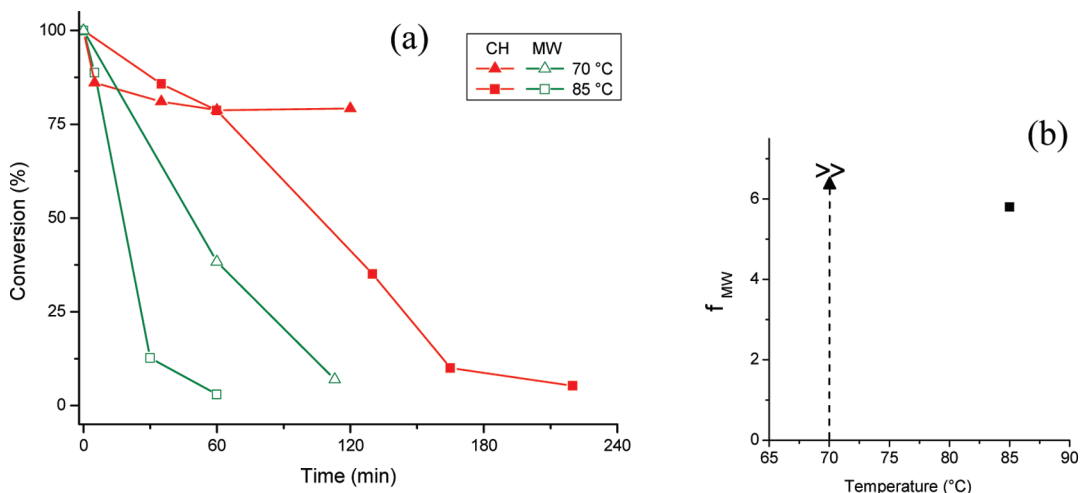 (a)
CH MW
70 °C
85 °C
100
75
50
25
0
Conversion (%)
0 60 120 180 240
Time (min)
(b)
>>
6
4
2
0
f MW
65 70 75 80 85 90
Temperature (°C)